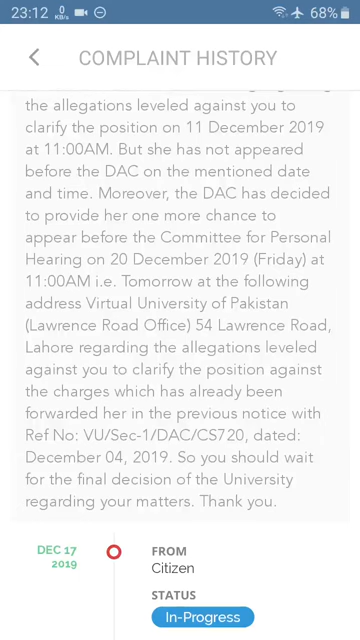 23:12 0 KB/s 68%
COMPLAINT HISTORY
the allegations leveled against you to
clarify the position on 11 December 2019
at 11:00AM. But she has not appeared
before the DAC on the mentioned date
and time. Moreover, the DAC has decided
to provide her one more chance to
appear before the Committee for Personal
Hearing on 20 December 2019 (Friday) at
11:00AM i.e. Tomorrow at the following
address Virtual University of Pakistan
(Lawrence Road Office) 54 Lawrence Road,
Lahore regarding the allegations leveled
against you to clarify the position against
the charges which has already been
forwarded her in the previous notice with
Ref No: VU/Sec-1/DAC/CS720, dated:
December 04, 2019. So you should wait
for the final decision of the University
regarding your matters. Thank you.
DEC 17
2019
FROM
Citizen
STATUS
In-Progress